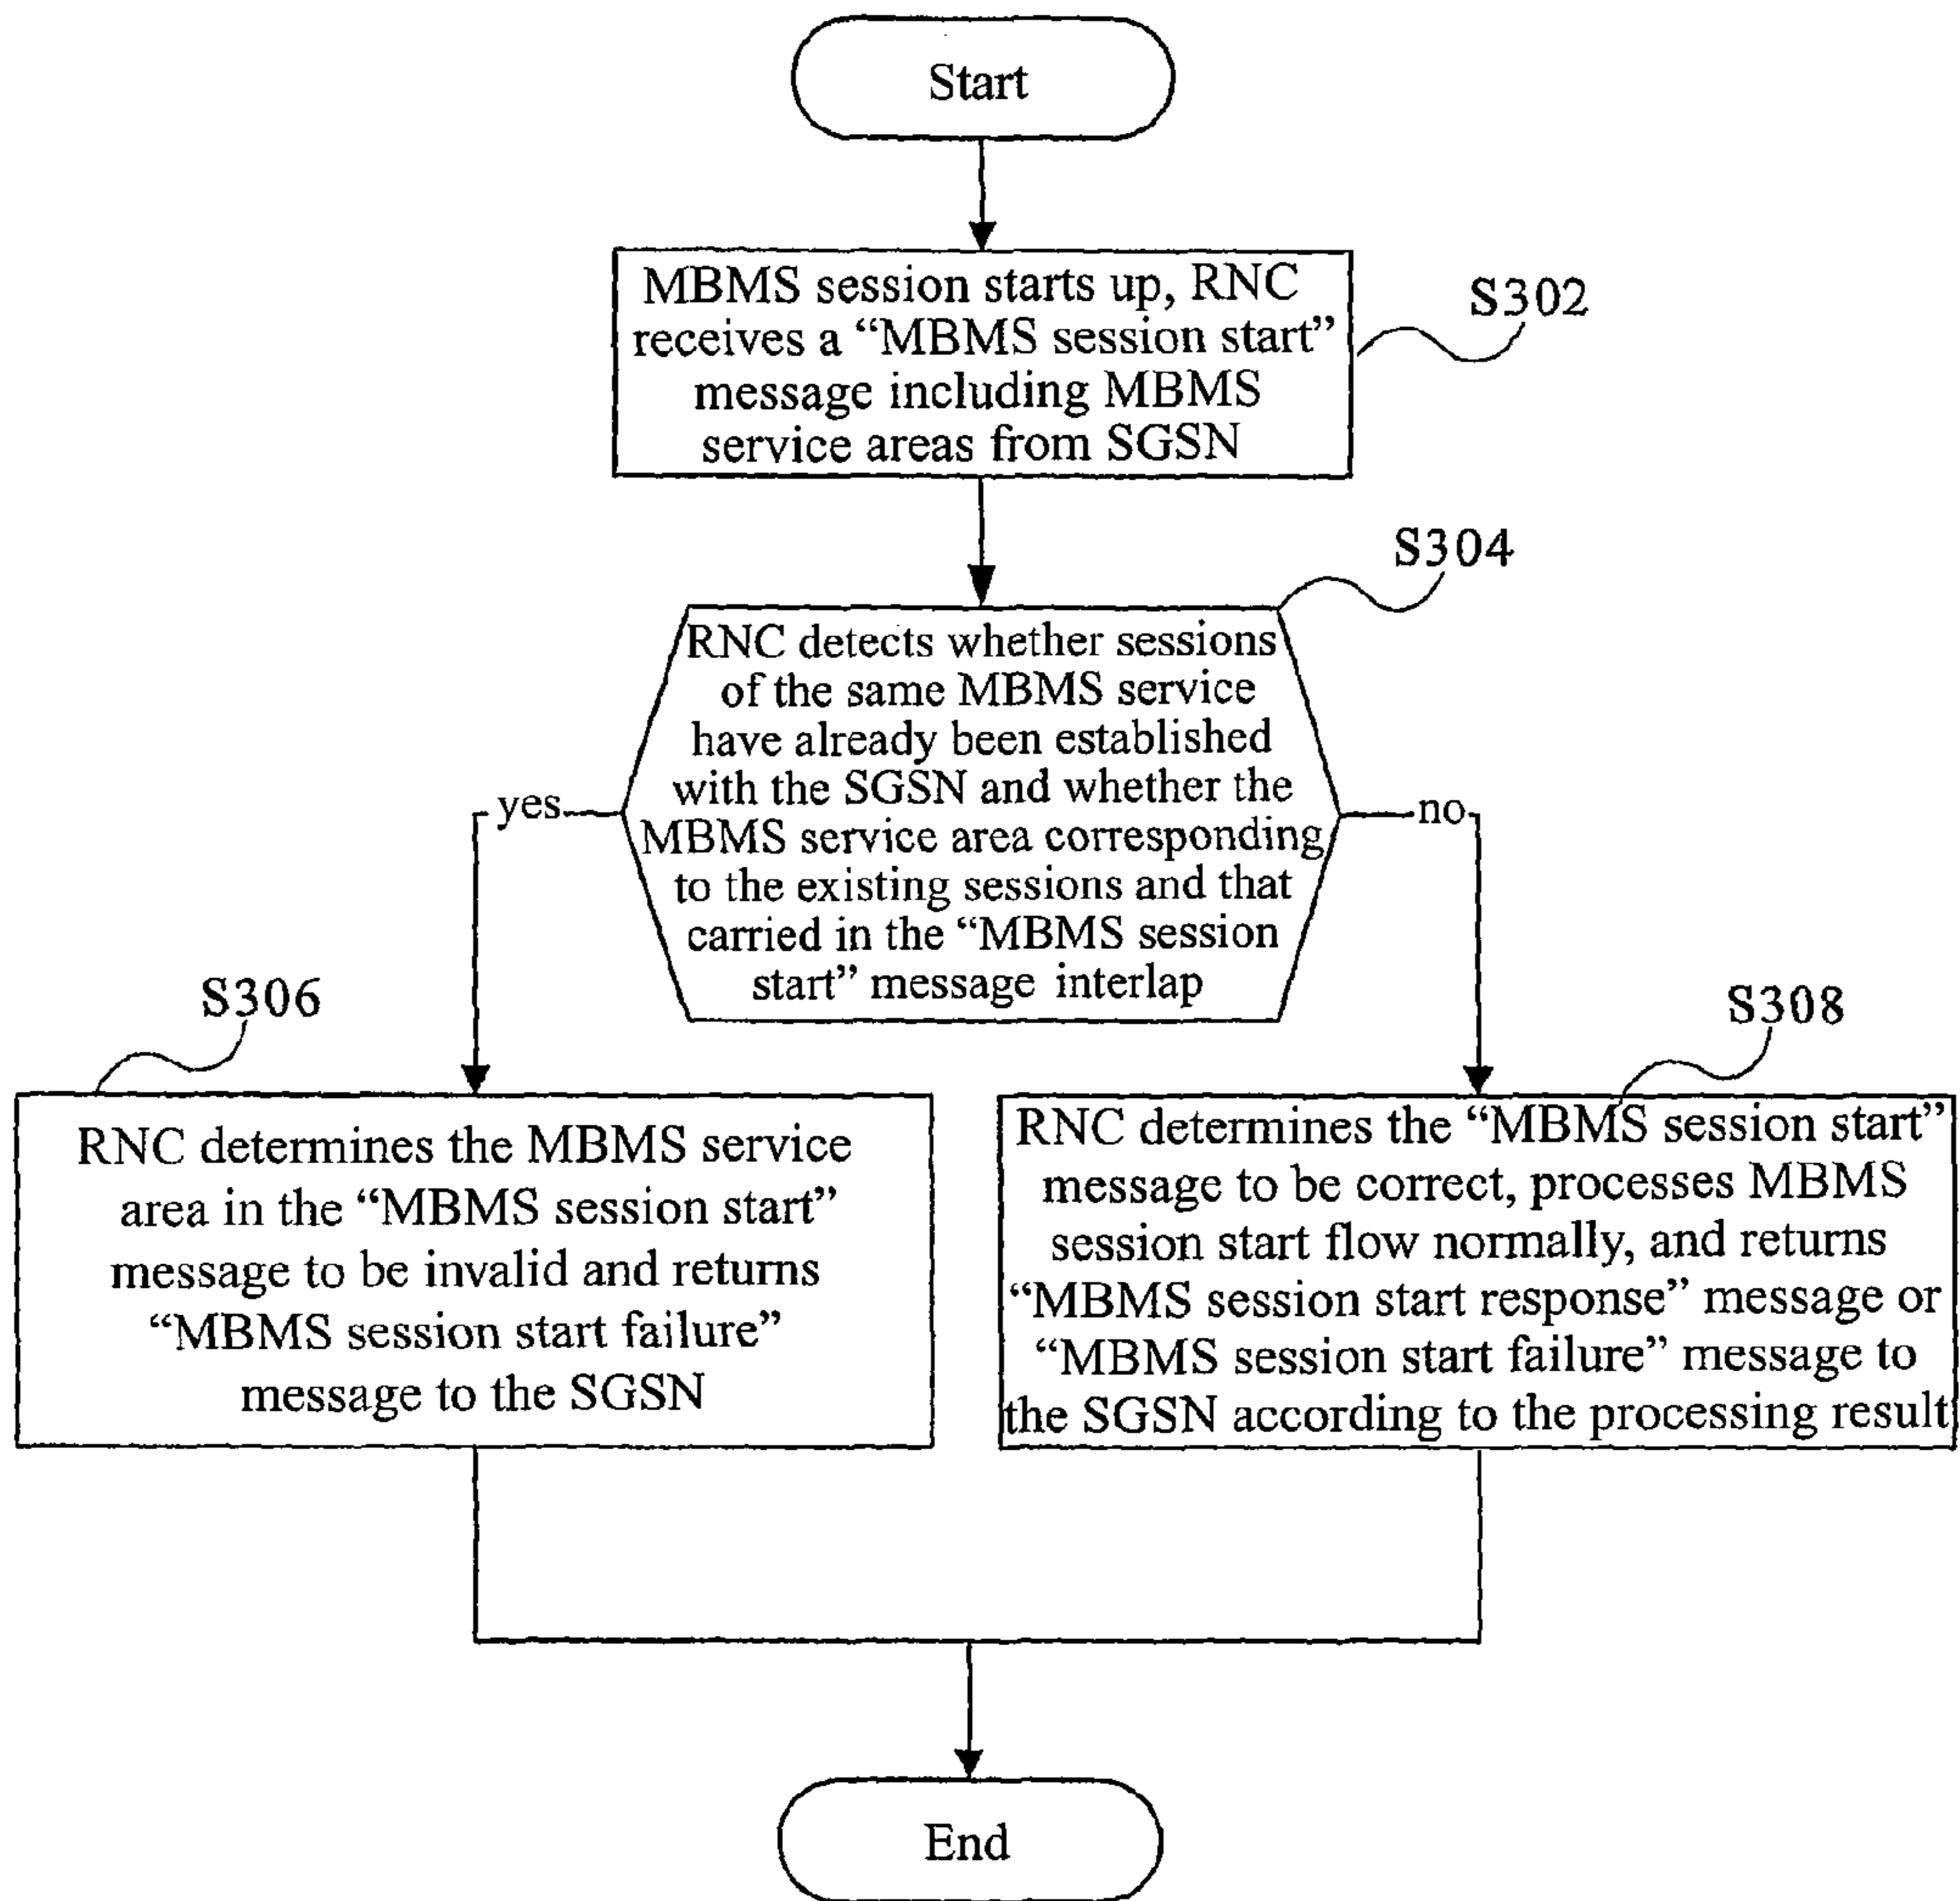 Start
MBMS session starts up, RNC
receives a “MBMS session start”
message including MBMS
service areas from SGSN
S302
S304
RNC detects whether sessions
of the same MBMS service
have already been established
with the SGSN and whether the
MBMS service area corresponding
to the existing sessions and that
carried in the “MBMS session
start” message interlap
yes
no
S306
S308
RNC determines the MBMS service
area in the “MBMS session start”
message to be invalid and returns
“MBMS session start failure”
message to the SGSN
RNC determines the “MBMS session start”
message to be correct, processes MBMS
session start flow normally, and returns
“MBMS session start response” message or
“MBMS session start failure” message to
the SGSN according to the processing result
End